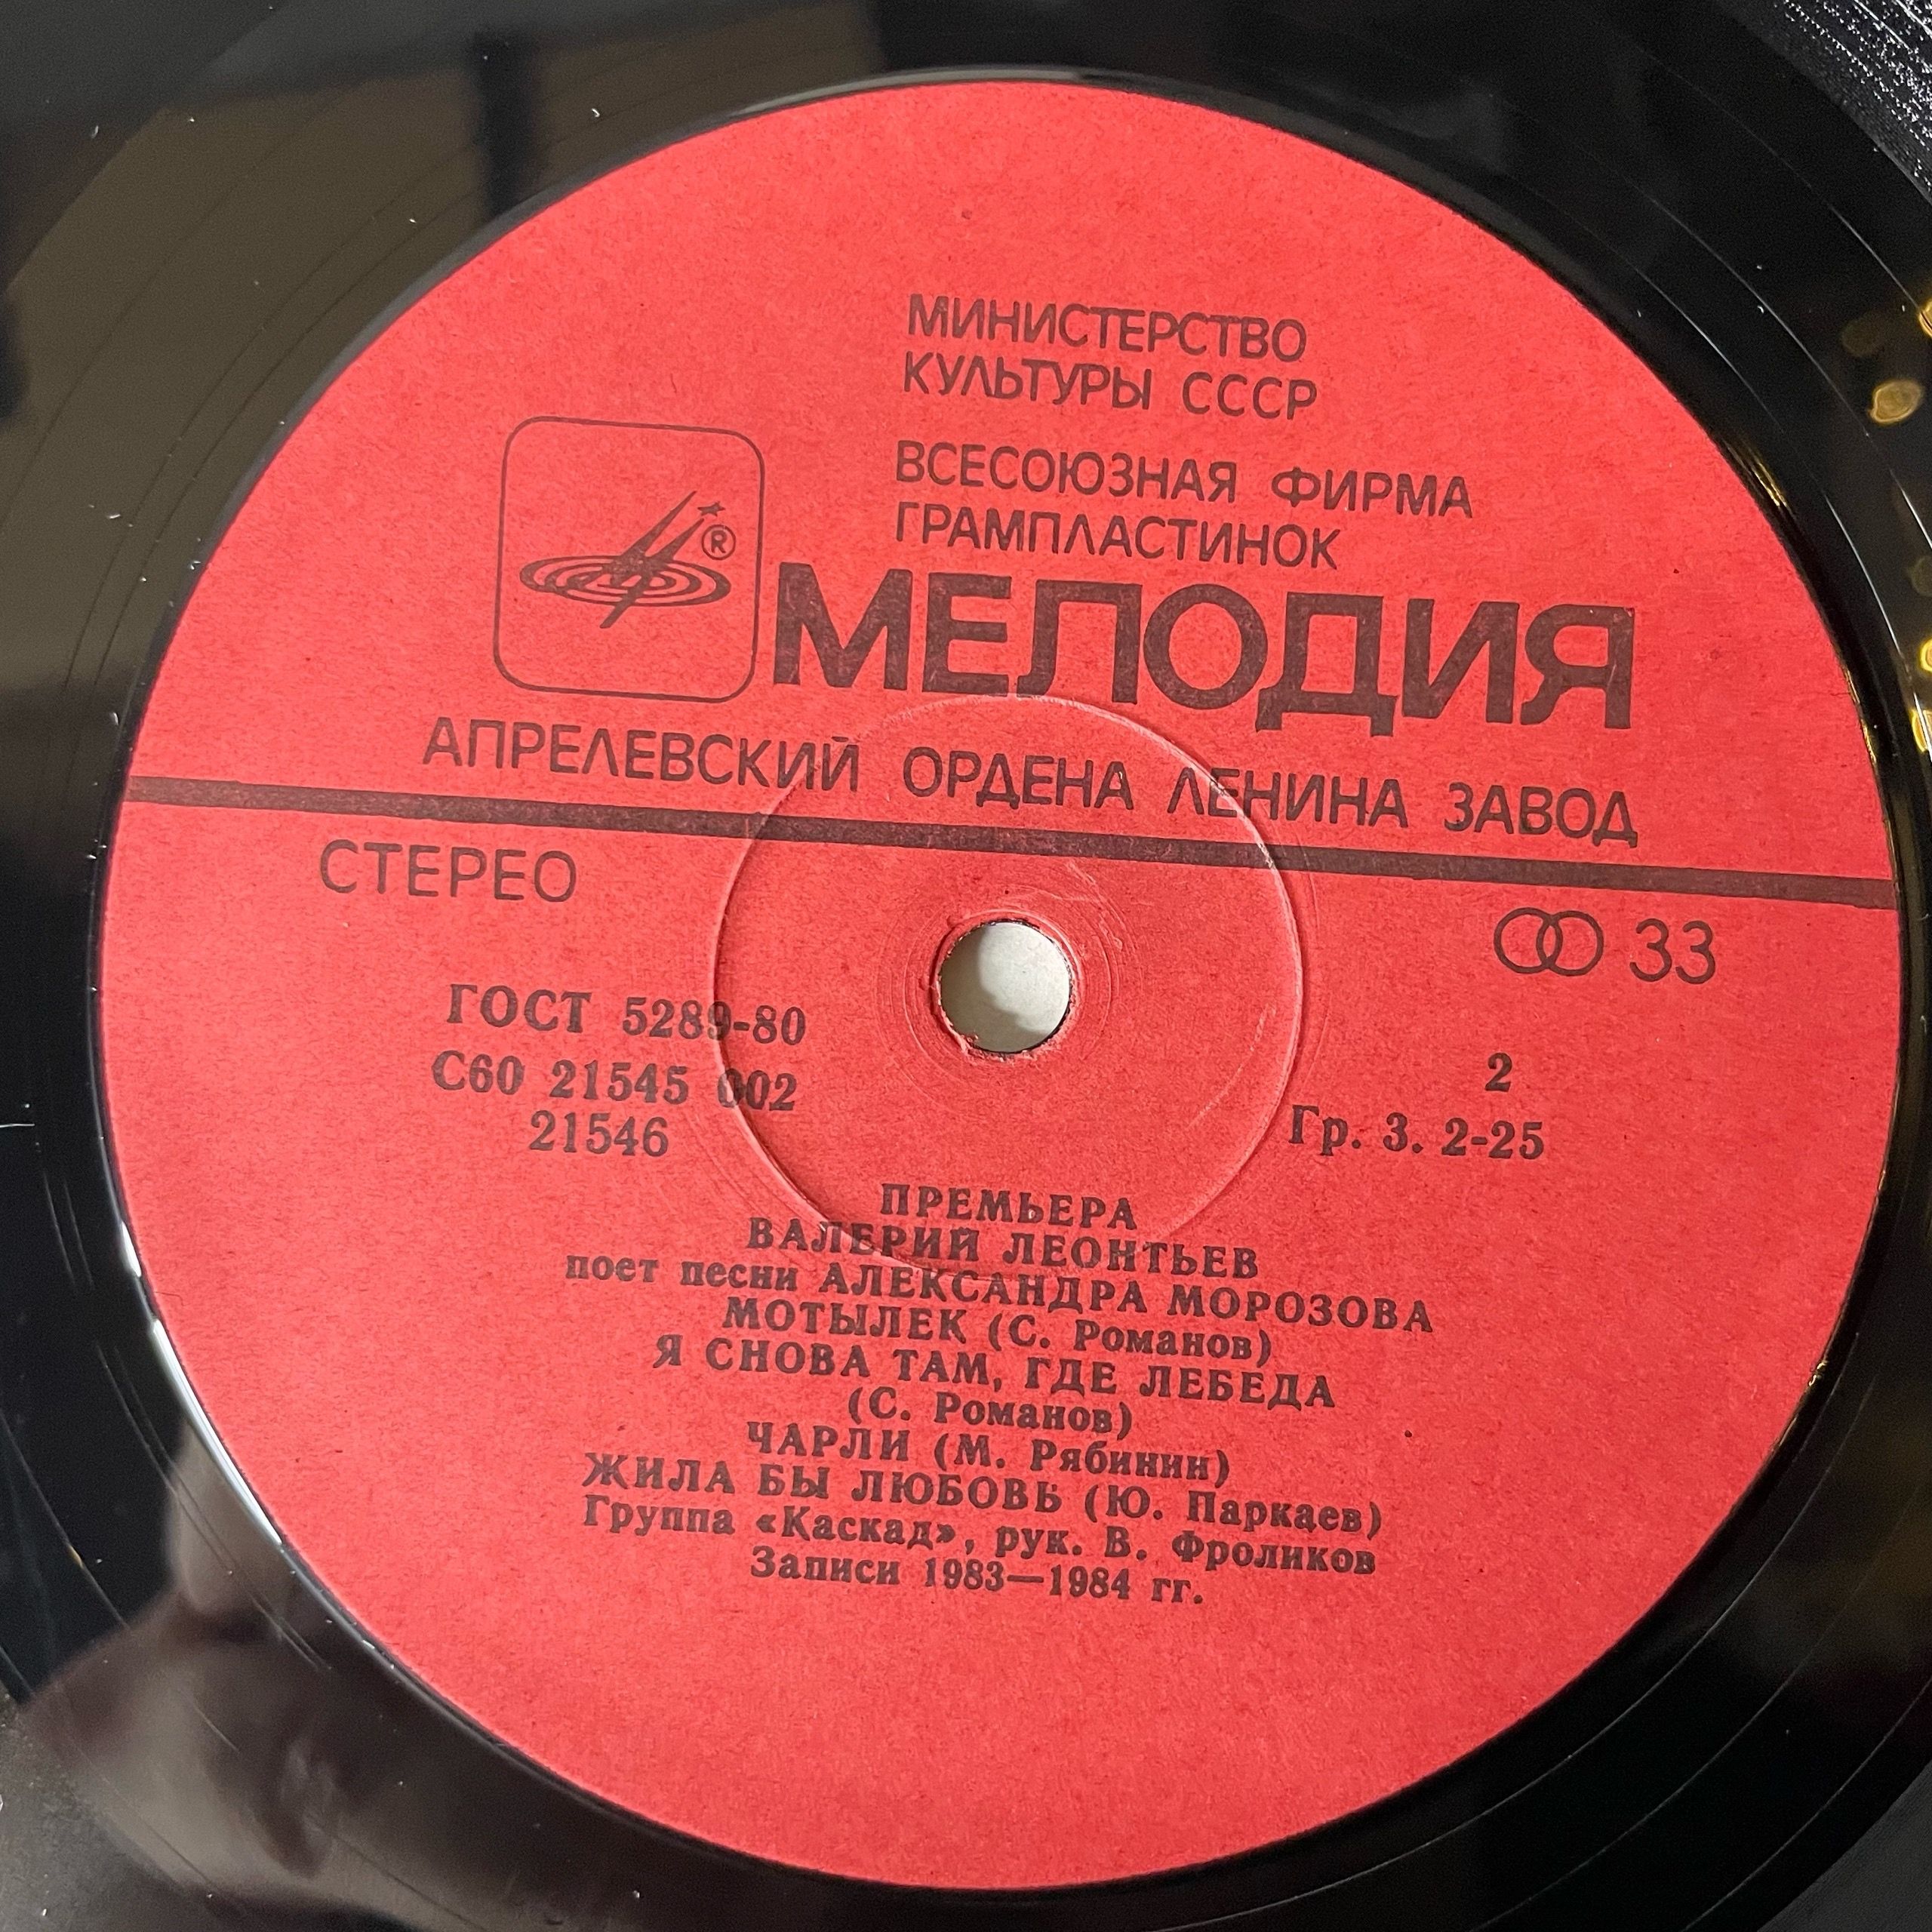 МИНИСТЕРСТВО
КУЛЬТУРЫ СССР
ВСЕСОЮЗНАЯ ФИРМА
ГРАМПЛАСТИНОК
®
МЕЛОДИЯ
АПРЕЛЕВСКИЙ ОРДЕНА ЛЕНИНА ЗАВОД
СТЕРЕО
33
ГОСТ 5289-80
С60 21545 002
21546
2
Гр. 3. 2-25
ПРЕМЬЕРА
ВАЛЕРИЙ ЛЕОНТЬЕВ
поет песни АЛЕКСАНДРА МОРОЗОВА
МОТЫЛЕК (С. Романов)
Я СНОВА ТАМ, ГДЕ ЛЕБЕДА
(С. Романов)
ЧАРЛИ (М. Рябинин)
ЖИЛА БЫ ЛЮБОВЬ (Ю. Паркаев)
Группа «Каскад», рук. В. Фроликов
Записи 1983—1984 гг.